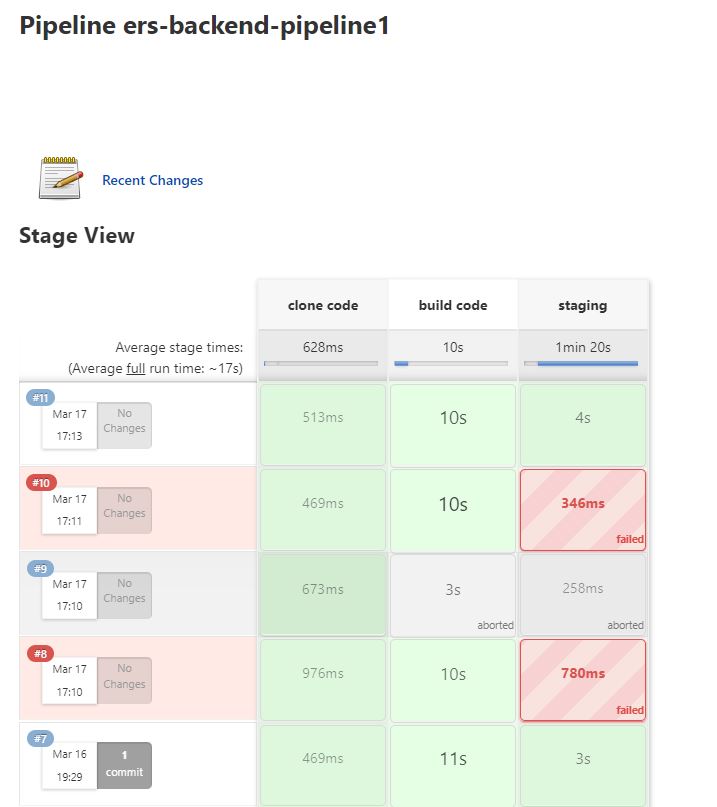 Pipeline ers-backend-pipeline1
Recent Changes
Stage View
clone code build code staging
Average stage times: 628ms 10s 1min 20s
(Average full run time: ~17s)
#11
Mar 17 No
17:13 Changes
513ms 10s 4s
#10
Mar 17 No
17:11 Changes
469ms 10s 346ms
failed
#9
Mar 17 No
17:10 Changes
673ms 3s 258ms
aborted aborted
#8
Mar 17 No
17:10 Changes
976ms 10s 780ms
failed
#7
Mar 16 1
19:29 commit
469ms 11s 3s